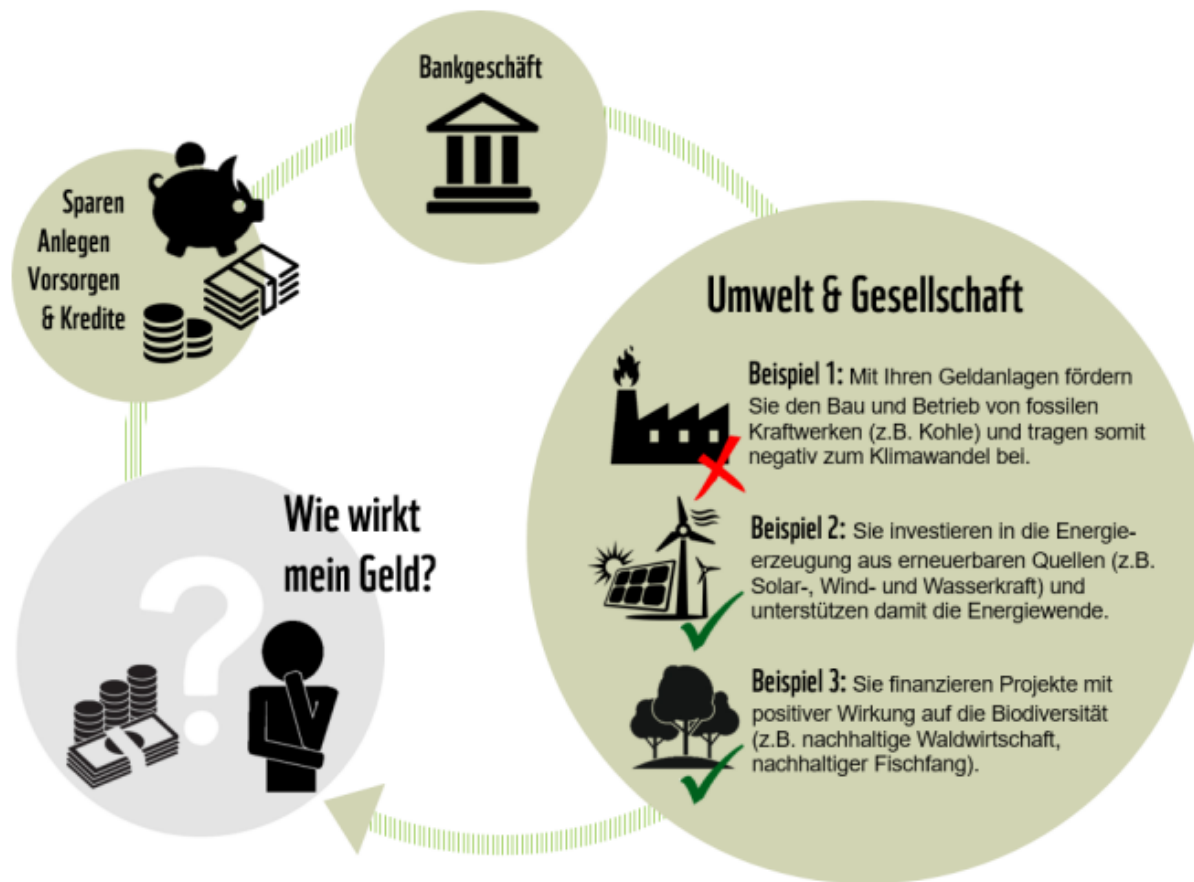 Bankgeschäft
Sparen
Anlegen
Vorsorgen
& Kredite
Umwelt & Gesellschaft
Beispiel 1: Mit Ihren Geldanlagen fördern
Sie den Bau und Betrieb von fossilen
Kraftwerken (z.B. Kohle) und tragen somit
negativ zum Klimawandel bei.
Beispiel 2: Sie investieren in die Energie-
erzeugung aus erneuerbaren Quellen (z.B.
Solar-, Wind- und Wasserkraft) und
unterstützen damit die Energiewende.
Beispiel 3: Sie finanzieren Projekte mit
positiver Wirkung auf die Biodiversität
(z.B. nachhaltige Waldwirtschaft,
nachhaltiger Fischfang).
Wie wirkt
mein Geld?
?